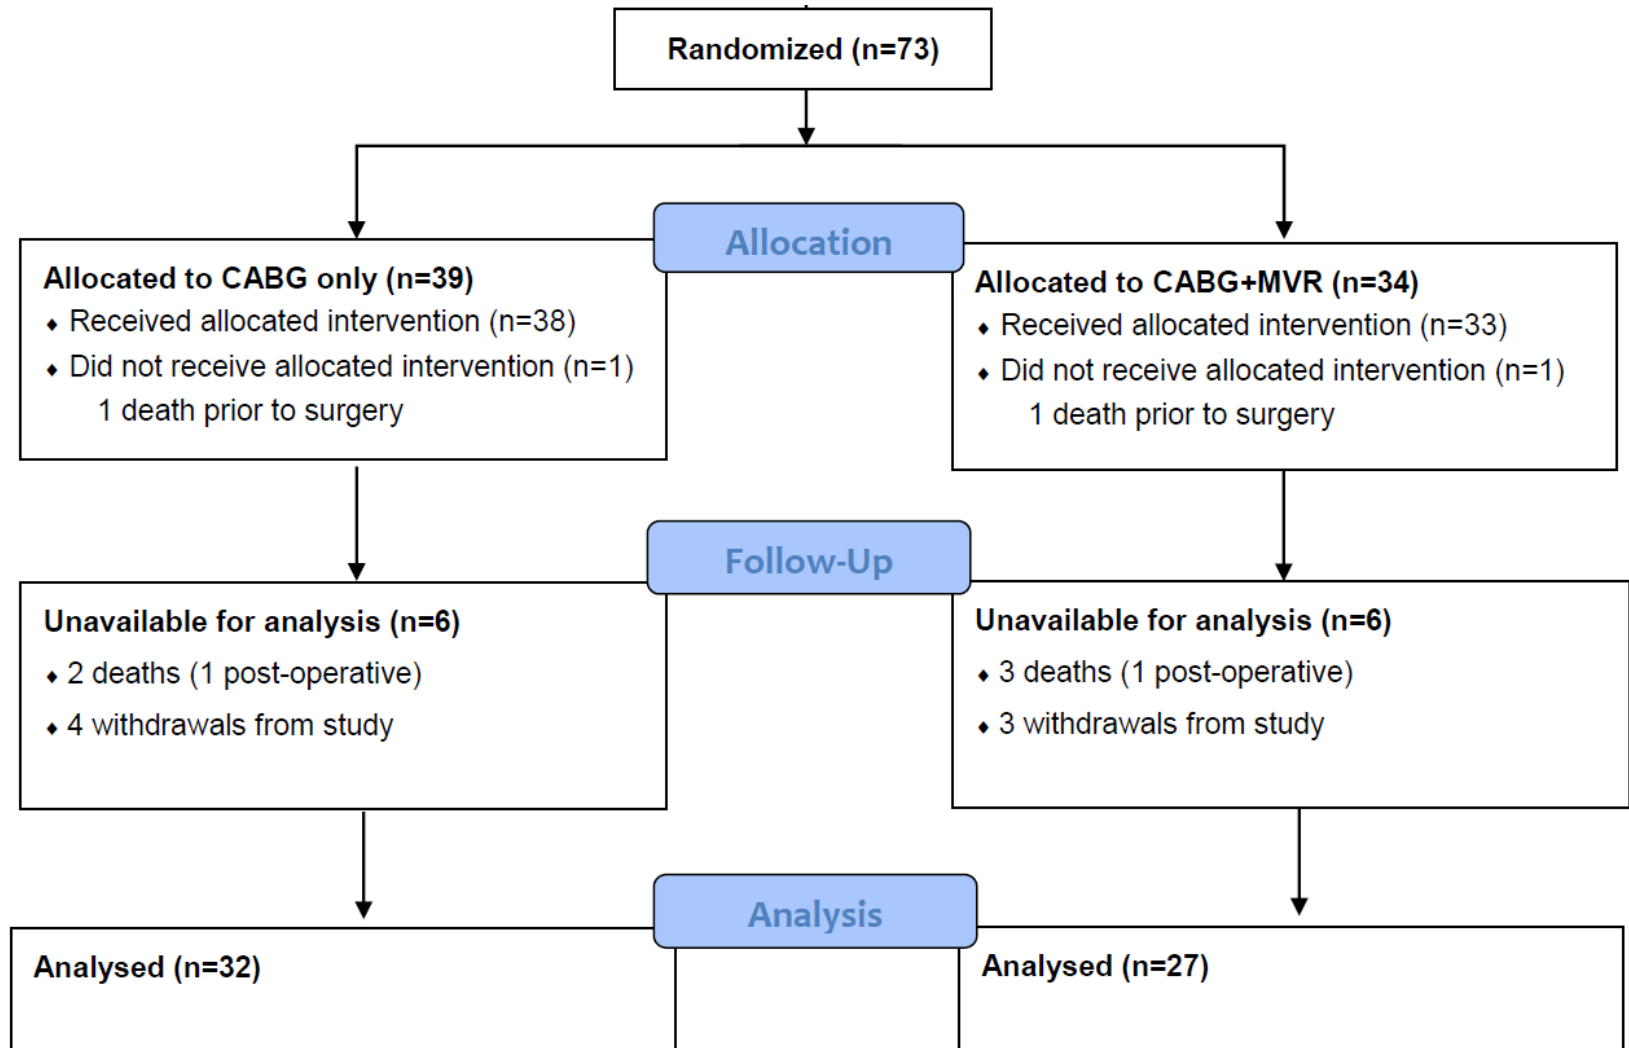 Randomized (n=73)
Allocation
Allocated to CABG only (n=39)
♦ Received allocated intervention (n=38)
♦ Did not receive allocated intervention (n=1)
1 death prior to surgery
Allocated to CABG+MVR (n=34)
♦ Received allocated intervention (n=33)
♦ Did not receive allocated intervention (n=1)
1 death prior to surgery
Follow-Up
Unavailable for analysis (n=6)
♦ 2 deaths (1 post-operative)
♦ 4 withdrawals from study
Unavailable for analysis (n=6)
♦ 3 deaths (1 post-operative)
♦ 3 withdrawals from study
Analysis
Analysed (n=32)
Analysed (n=27)